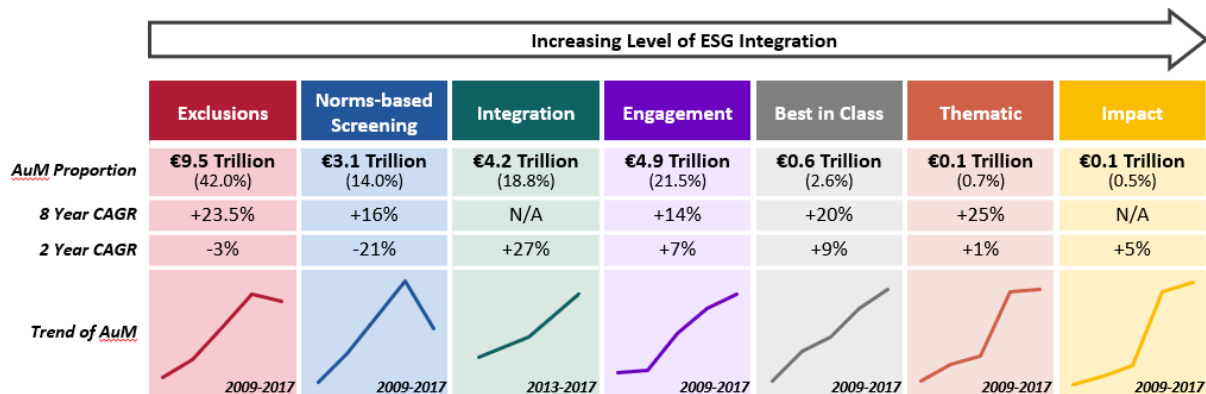 Increasing Level of ESG Integration
Exclusions
Norms-based
Screening
Integration
Engagement
Best in Class
Thematic
Impact
AuM Proportion
€9.5 Trillion
(42.0%)
€3.1 Trillion
(14.0%)
€4.2 Trillion
(18.8%)
€4.9 Trillion
(21.5%)
€0.6 Trillion
(2.6%)
€0.1 Trillion
(0.7%)
€0.1 Trillion
(0.5%)
8 Year CAGR
+23.5%
+16%
N/A
+14%
+20%
+25%
N/A
2 Year CAGR
-3%
-21%
+27%
+7%
+9%
+1%
+5%
Trend of AuM
2009-2017
2009-2017
2013-2017
2009-2017
2009-2017
2009-2017
2009-2017